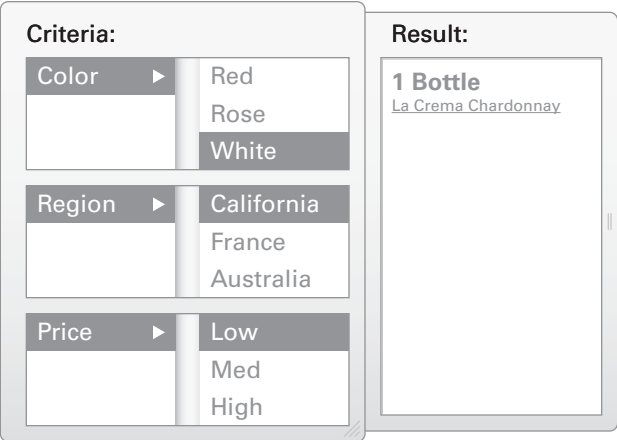 Criteria:
Color
Red
Rose
White
Region
California
France
Australia
Price
Low
Med
High
Result:
1 Bottle
La Crema Chardonnay